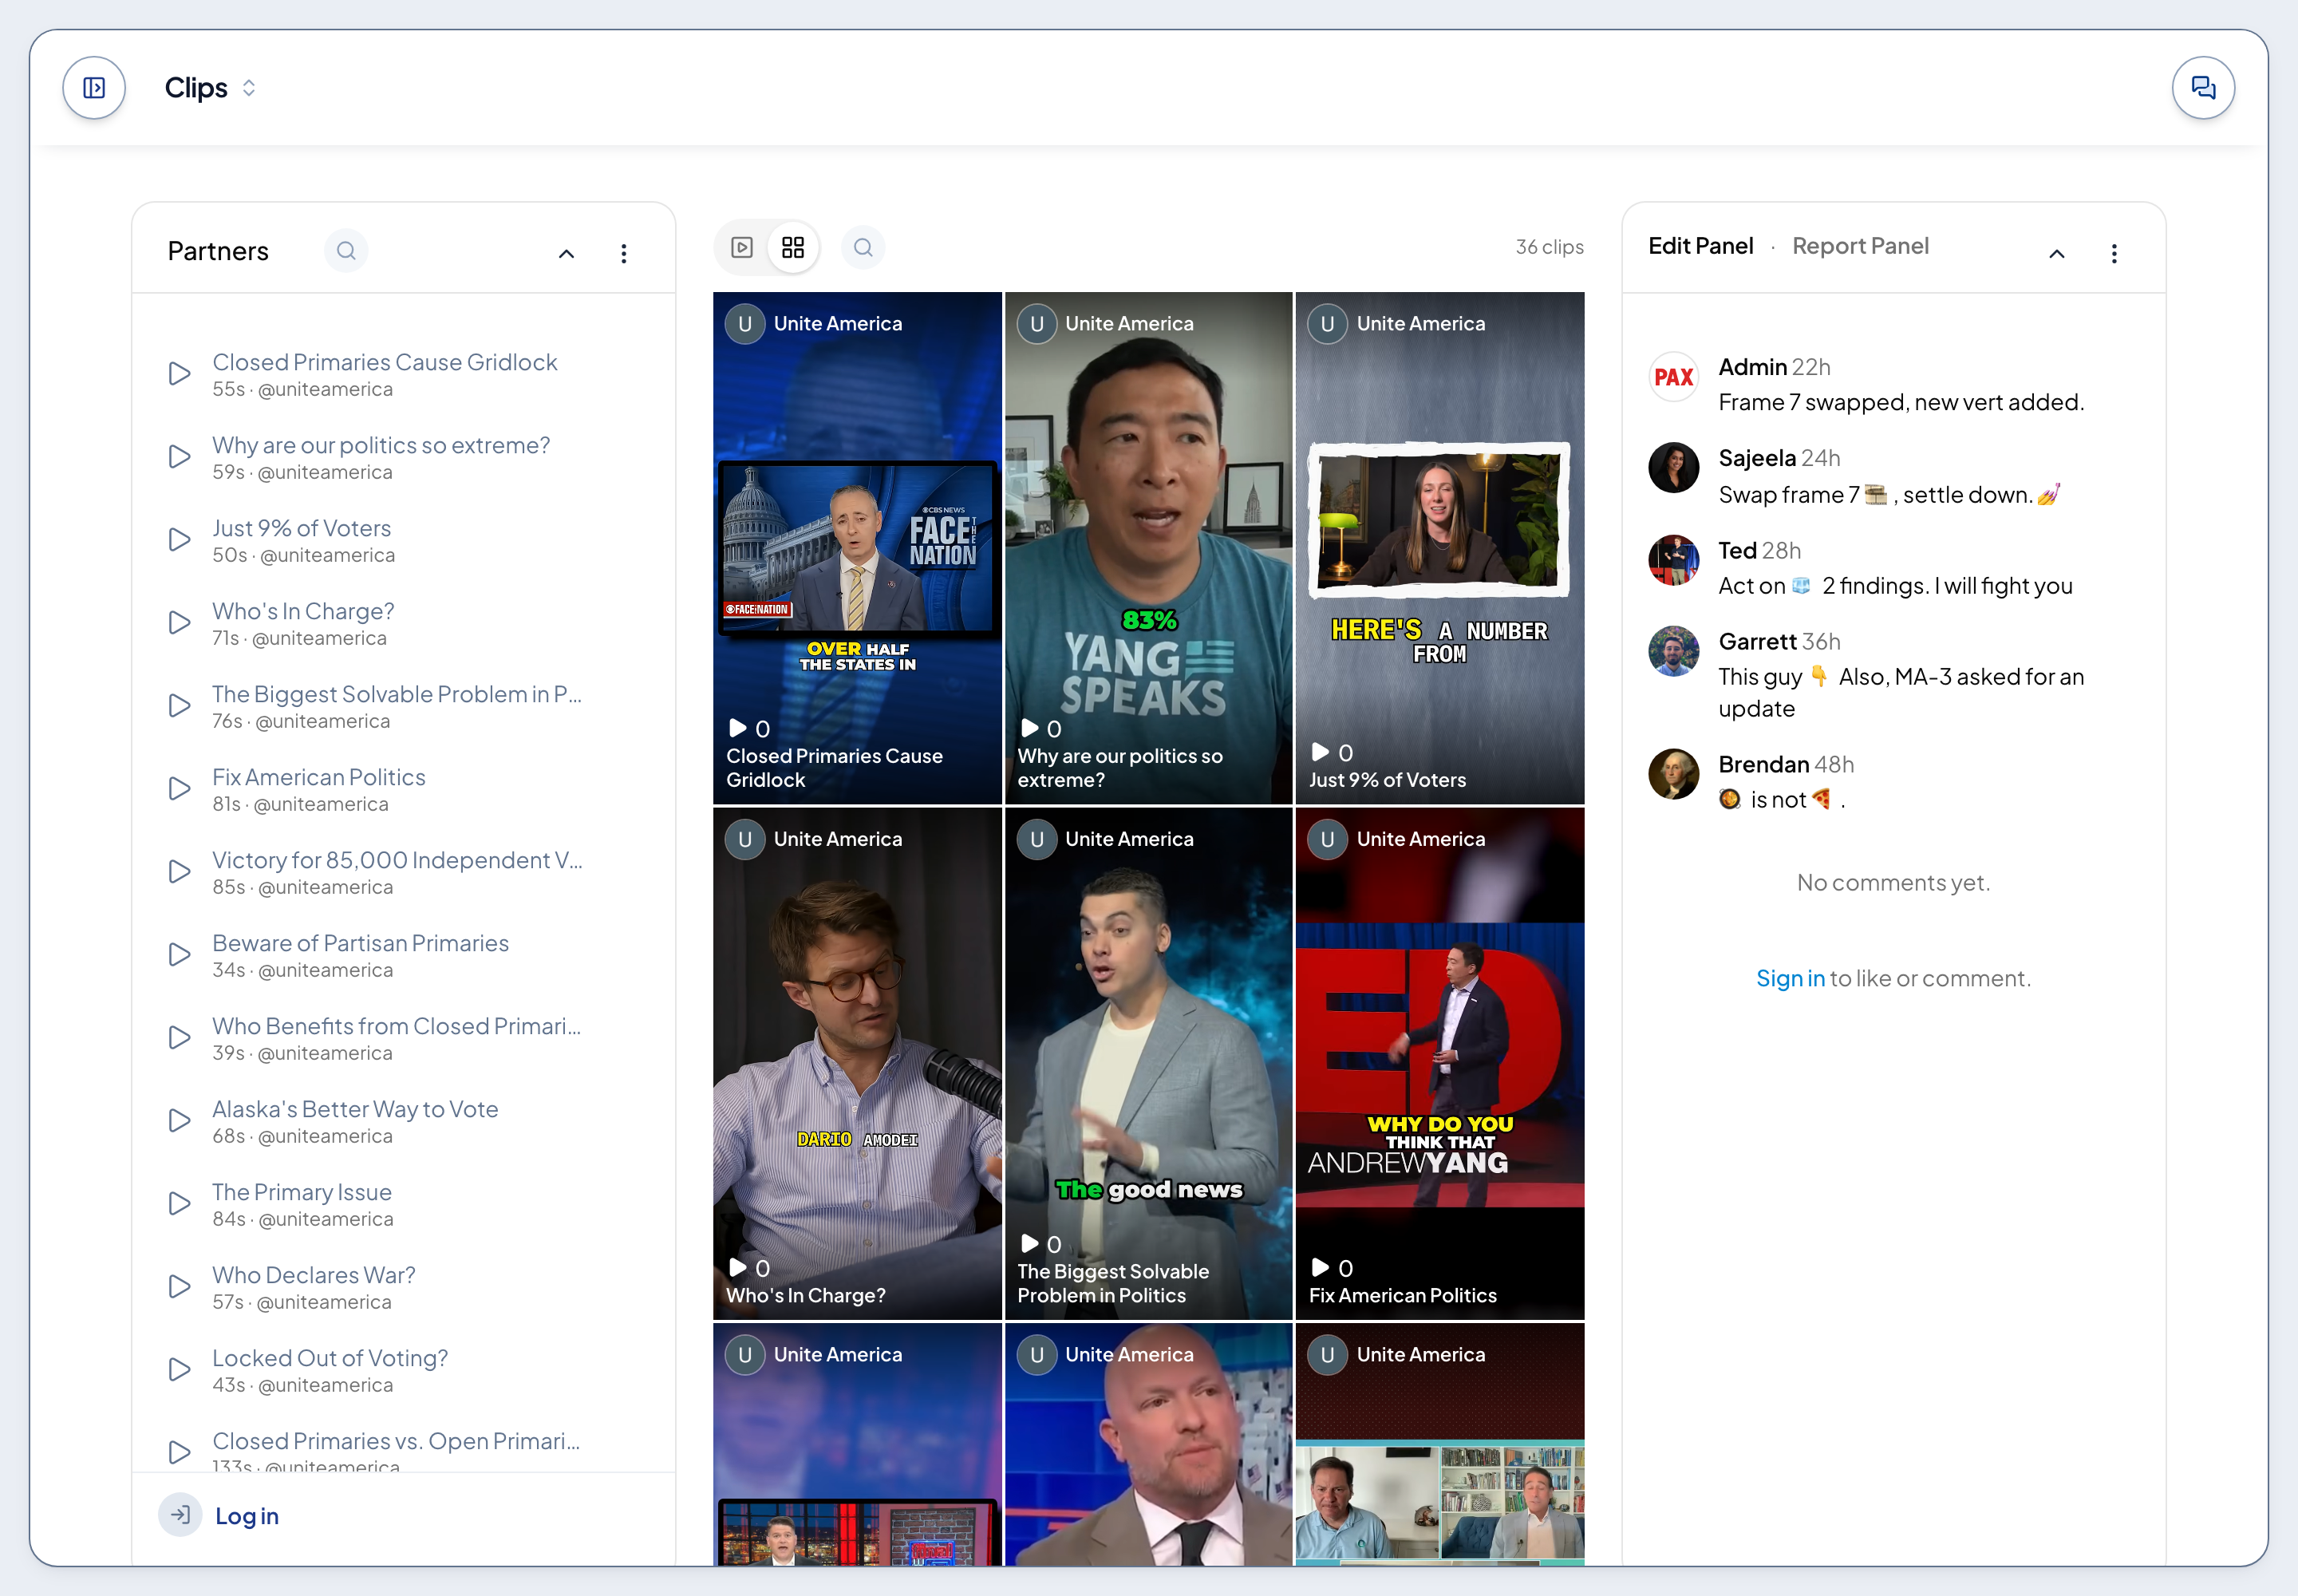 Clips
Partners
Closed Primaries Cause Gridlock
55s · @uniteamerica
Why are our politics so extreme?
59s · @uniteamerica
Just 9% of Voters
50s · @uniteamerica
Who's In Charge?
71s · @uniteamerica
The Biggest Solvable Problem in P...
76s · @uniteamerica
Fix American Politics
81s · @uniteamerica
Victory for 85,000 Independent V...
85s · @uniteamerica
Beware of Partisan Primaries
34s · @uniteamerica
Who Benefits from Closed Primari...
39s · @uniteamerica
Alaska's Better Way to Vote
68s · @uniteamerica
The Primary Issue
84s · @uniteamerica
Who Declares War?
57s · @uniteamerica
Locked Out of Voting?
43s · @uniteamerica
Closed Primaries vs. Open Primari...
133s · @uniteamerica
Log in
36 clips
U Unite America
CBS NEWS
FACE THE
NATION
FACE THE NATION
OVER HALF
THE STATES IN
0
Closed Primaries Cause
Gridlock
U Unite America
83%
YANG
SPEAKS
0
Why are our politics so
extreme?
U Unite America
HERE'S A NUMBER
FROM
0
Just 9% of Voters
U Unite America
DARIO AMODEI
0
Who's In Charge?
U Unite America
The good news
0
The Biggest Solvable
Problem in Politics
U Unite America
ED
WHY DO YOU
THINK THAT
ANDREWYANG
0
Fix American Politics
U Unite America
U Unite America
U Unite America
Edit Panel · Report Panel
PAX
Admin 22h
Frame 7 swapped, new vert added.
Sajeela 24h
Swap frame 7 , settle down.
Ted 28h
Act on 🧊 2 findings. I will fight you
Garrett 36h
This guy 👇 Also, MA-3 asked for an
update
Brendan 48h
🥘 is not 🍕 .
No comments yet.
Sign in to like or comment.